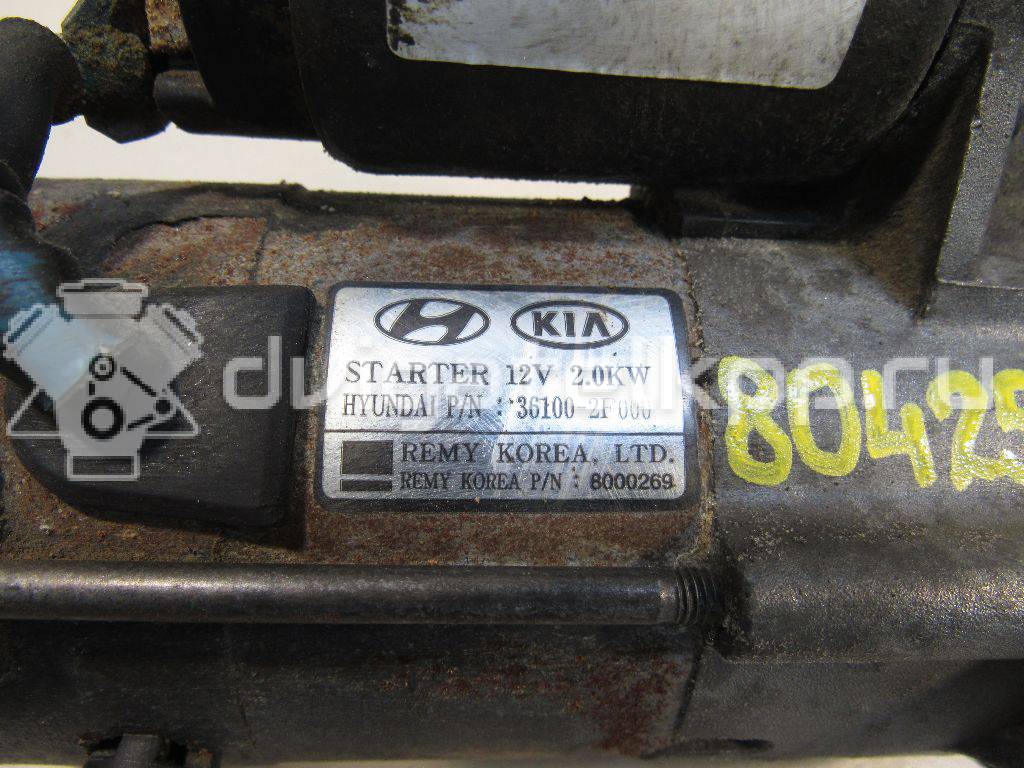 KIA
STARTER 12V 2.0KW
HYUNDAI P/N : 36100-2F000
REMY KOREA, LTD.
REMY KOREA P/N : 8000269
80425